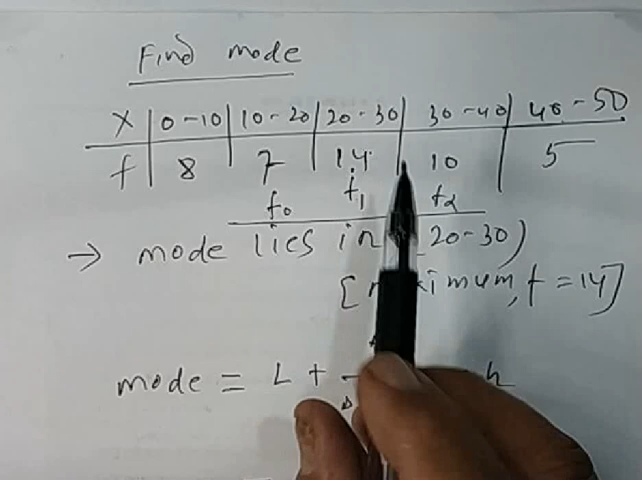 Find mode
X 0-10 10-20 20-30 30-40 40-50
f 8 7 14 10 5
f0 f1 f2
→ mode lies in 20-30)
[ maximum, f = 14]
mode = L + h